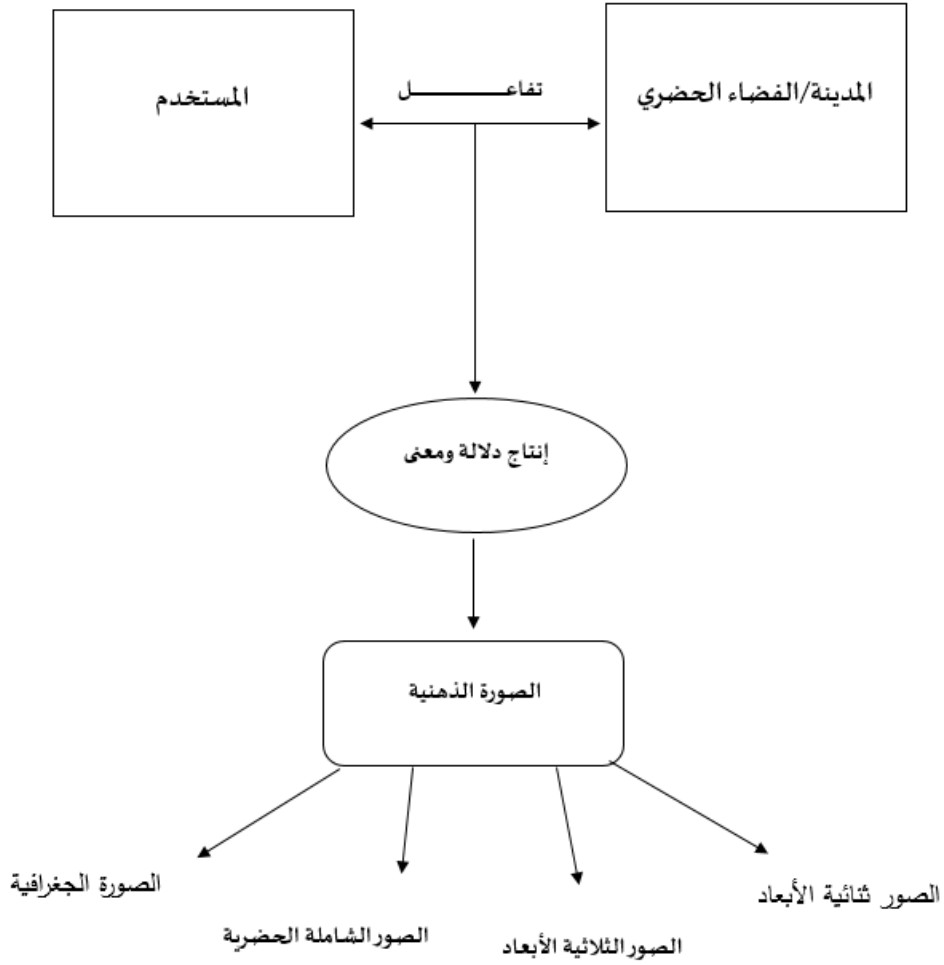 المدينة/الفضاء الحضري
تفاعـــــــــــل
المستخدم
إنتاج دلالة ومعنى
الصورة الذهنية
الصور ثنائية الأبعاد
الصور الثلاثية الأبعاد
الصور الشاملة الحضرية
الصورة الجغرافية